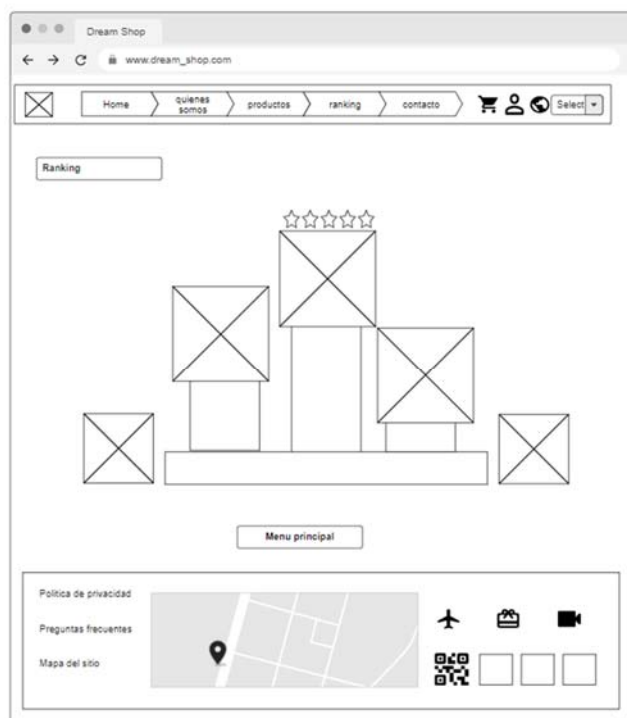 Dream Shop
www.dream_shop.com
Home
quienes
somos
productos
ranking
contacto
Select
Ranking
Menu principal
Politica de privacidad
Preguntas frecuentes
Mapa del sitio